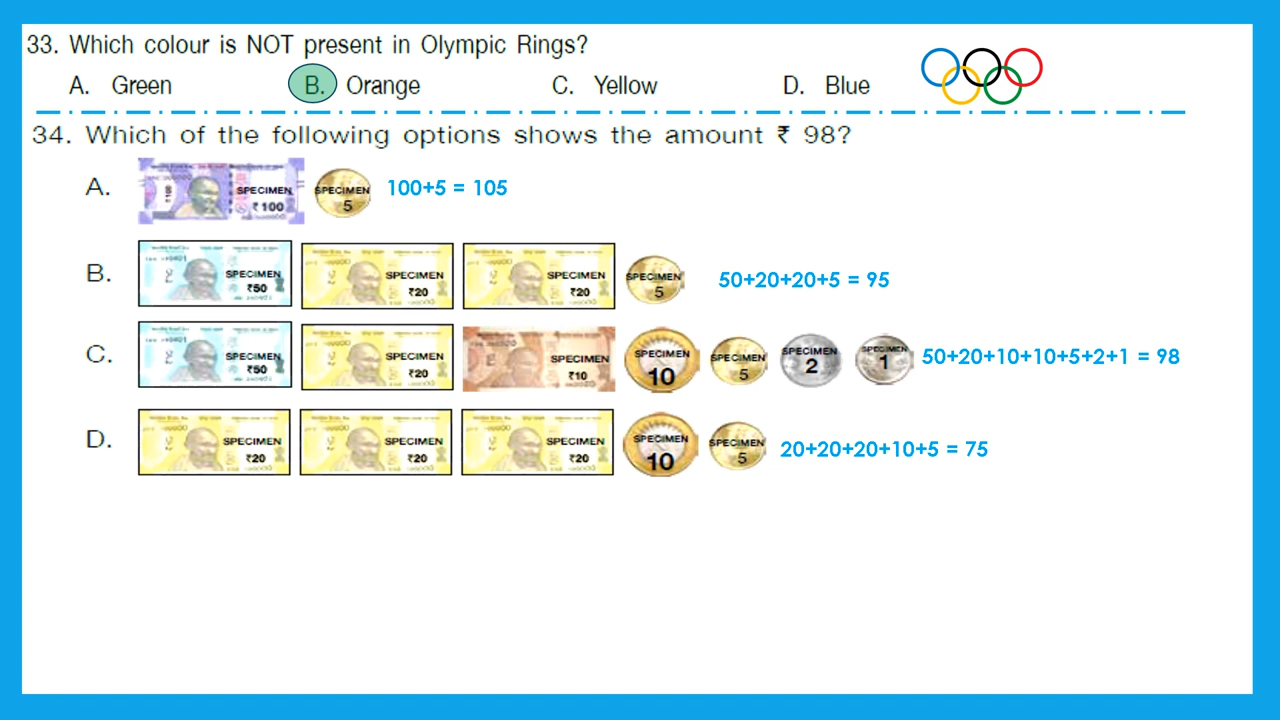 33. Which colour is NOT present in Olympic Rings?
A. Green B. Orange C. Yellow D. Blue
34. Which of the following options shows the amount ₹ 98?
A. SPECIMEN ₹100 SPECIMEN 5 100+5 = 105
B. SPECIMEN ₹50 SPECIMEN ₹20 SPECIMEN ₹20 SPECIMEN 5 50+20+20+5 = 95
C. SPECIMEN ₹50 SPECIMEN ₹20 SPECIMEN ₹10 SPECIMEN 10 SPECIMEN 5 SPECIMEN 2 SPECIMEN 1 50+20+10+10+5+2+1 = 98
D. SPECIMEN ₹20 SPECIMEN ₹20 SPECIMEN ₹20 SPECIMEN 10 SPECIMEN 5 20+20+20+10+5 = 75